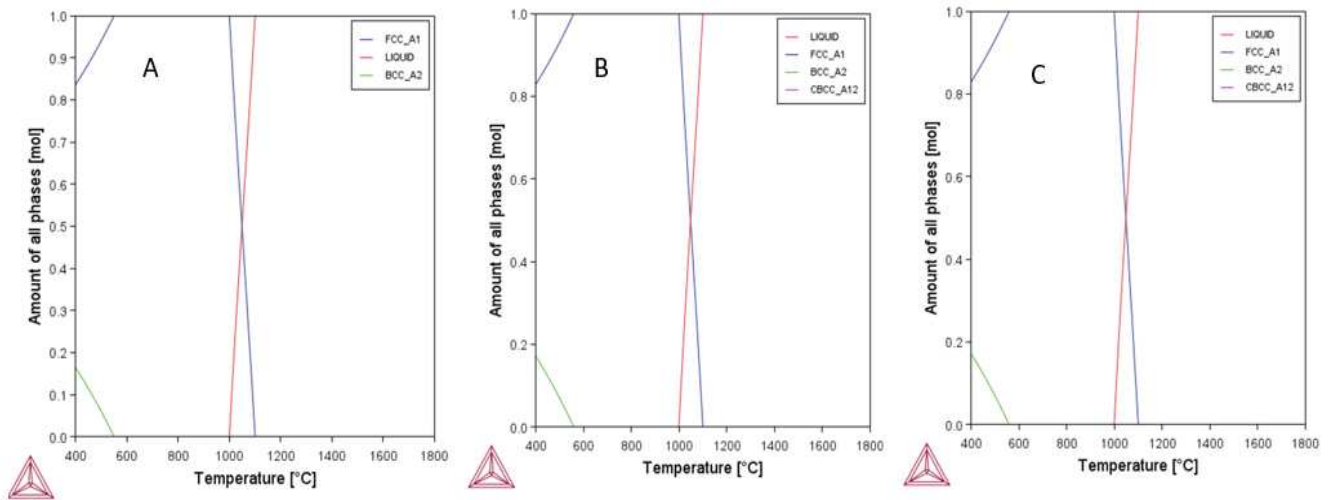 A
1.0
0.9
0.8
0.7
0.6
0.5
0.4
0.3
0.2
0.1
0.0
Amount of all phases [mol]
FCC_A1
LIQUID
BCC_A2
400 600 800 1000 1200 1400 1600 1800
Temperature [°C]
B
1.0
0.8
0.6
0.4
0.2
0.0
Amount of all phases [mol]
LIQUID
FCC_A1
BCC_A2
CBCC_A12
400 600 800 1000 1200 1400 1600 1800
Temperature [°C]
C
1.0
0.8
0.6
0.4
0.2
0.0
Amount of all phases [mol]
LIQUID
FCC_A1
BCC_A2
CBCC_A12
400 600 800 1000 1200 1400 1600 1800
Temperature [°C]